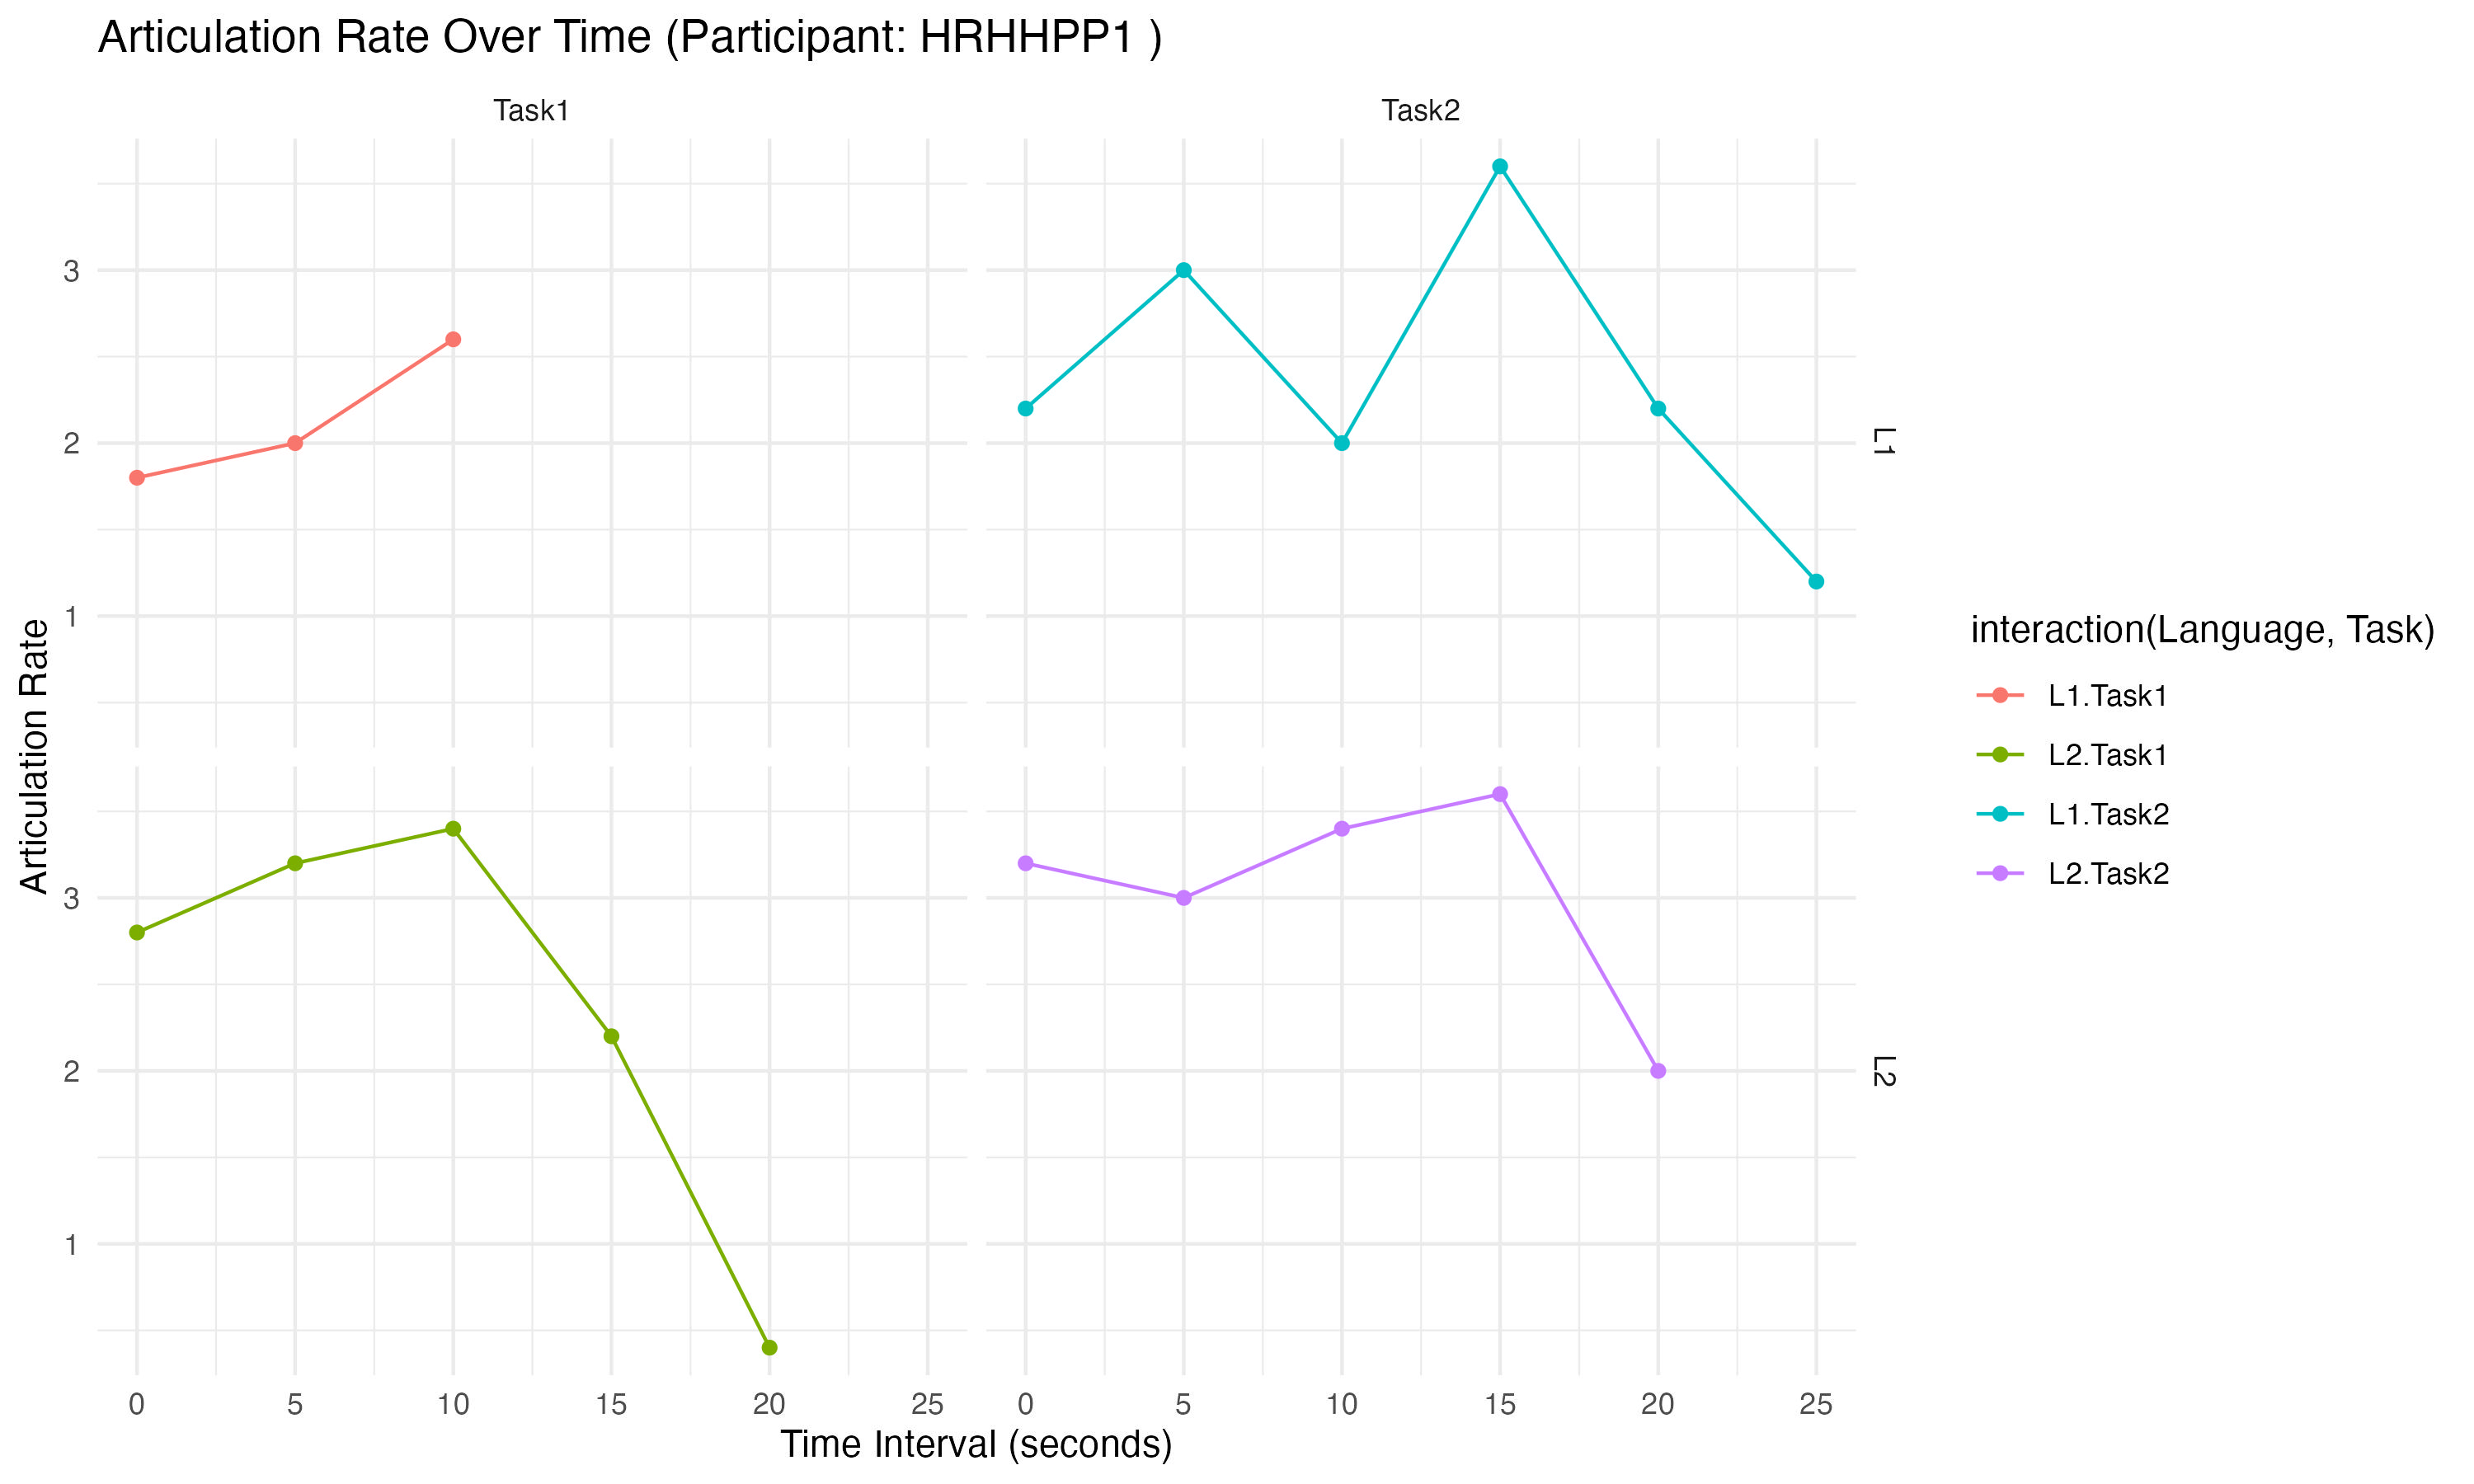 Articulation Rate Over Time (Participant: HRHHPP1 )
Task1
Task2
3
2
1
L1
Articulation Rate
3
2
1
L2
0 5 10 15 20 25
0 5 10 15 20 25
Time Interval (seconds)
interaction(Language, Task)
L1.Task1
L2.Task1
L1.Task2
L2.Task2